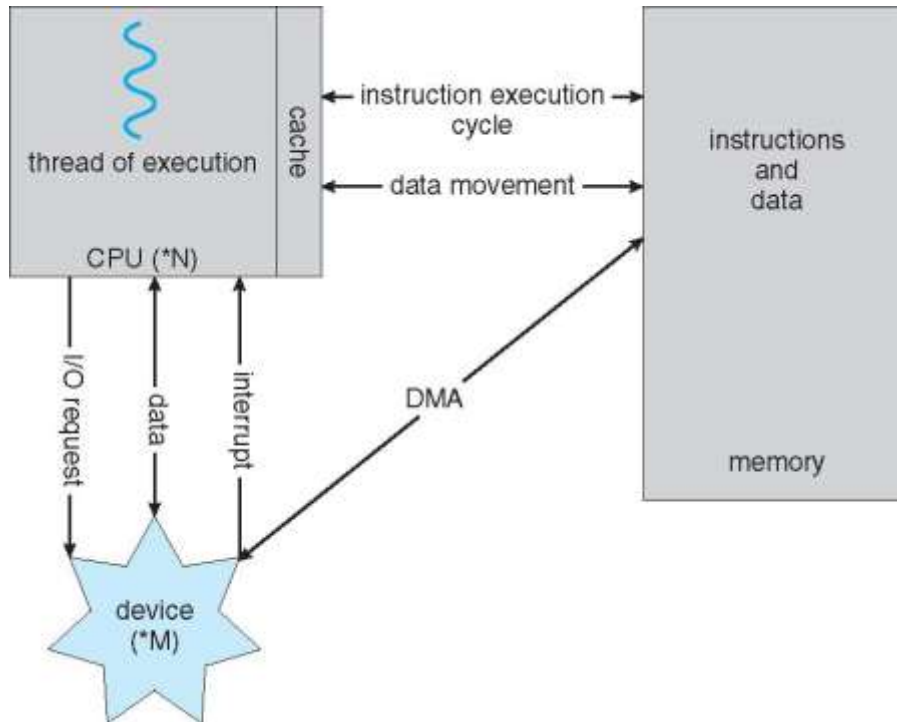 thread of execution
cache
CPU (*N)
instruction execution
cycle
data movement
instructions
and
data
memory
I/O request
data
interrupt
DMA
device
(*M)